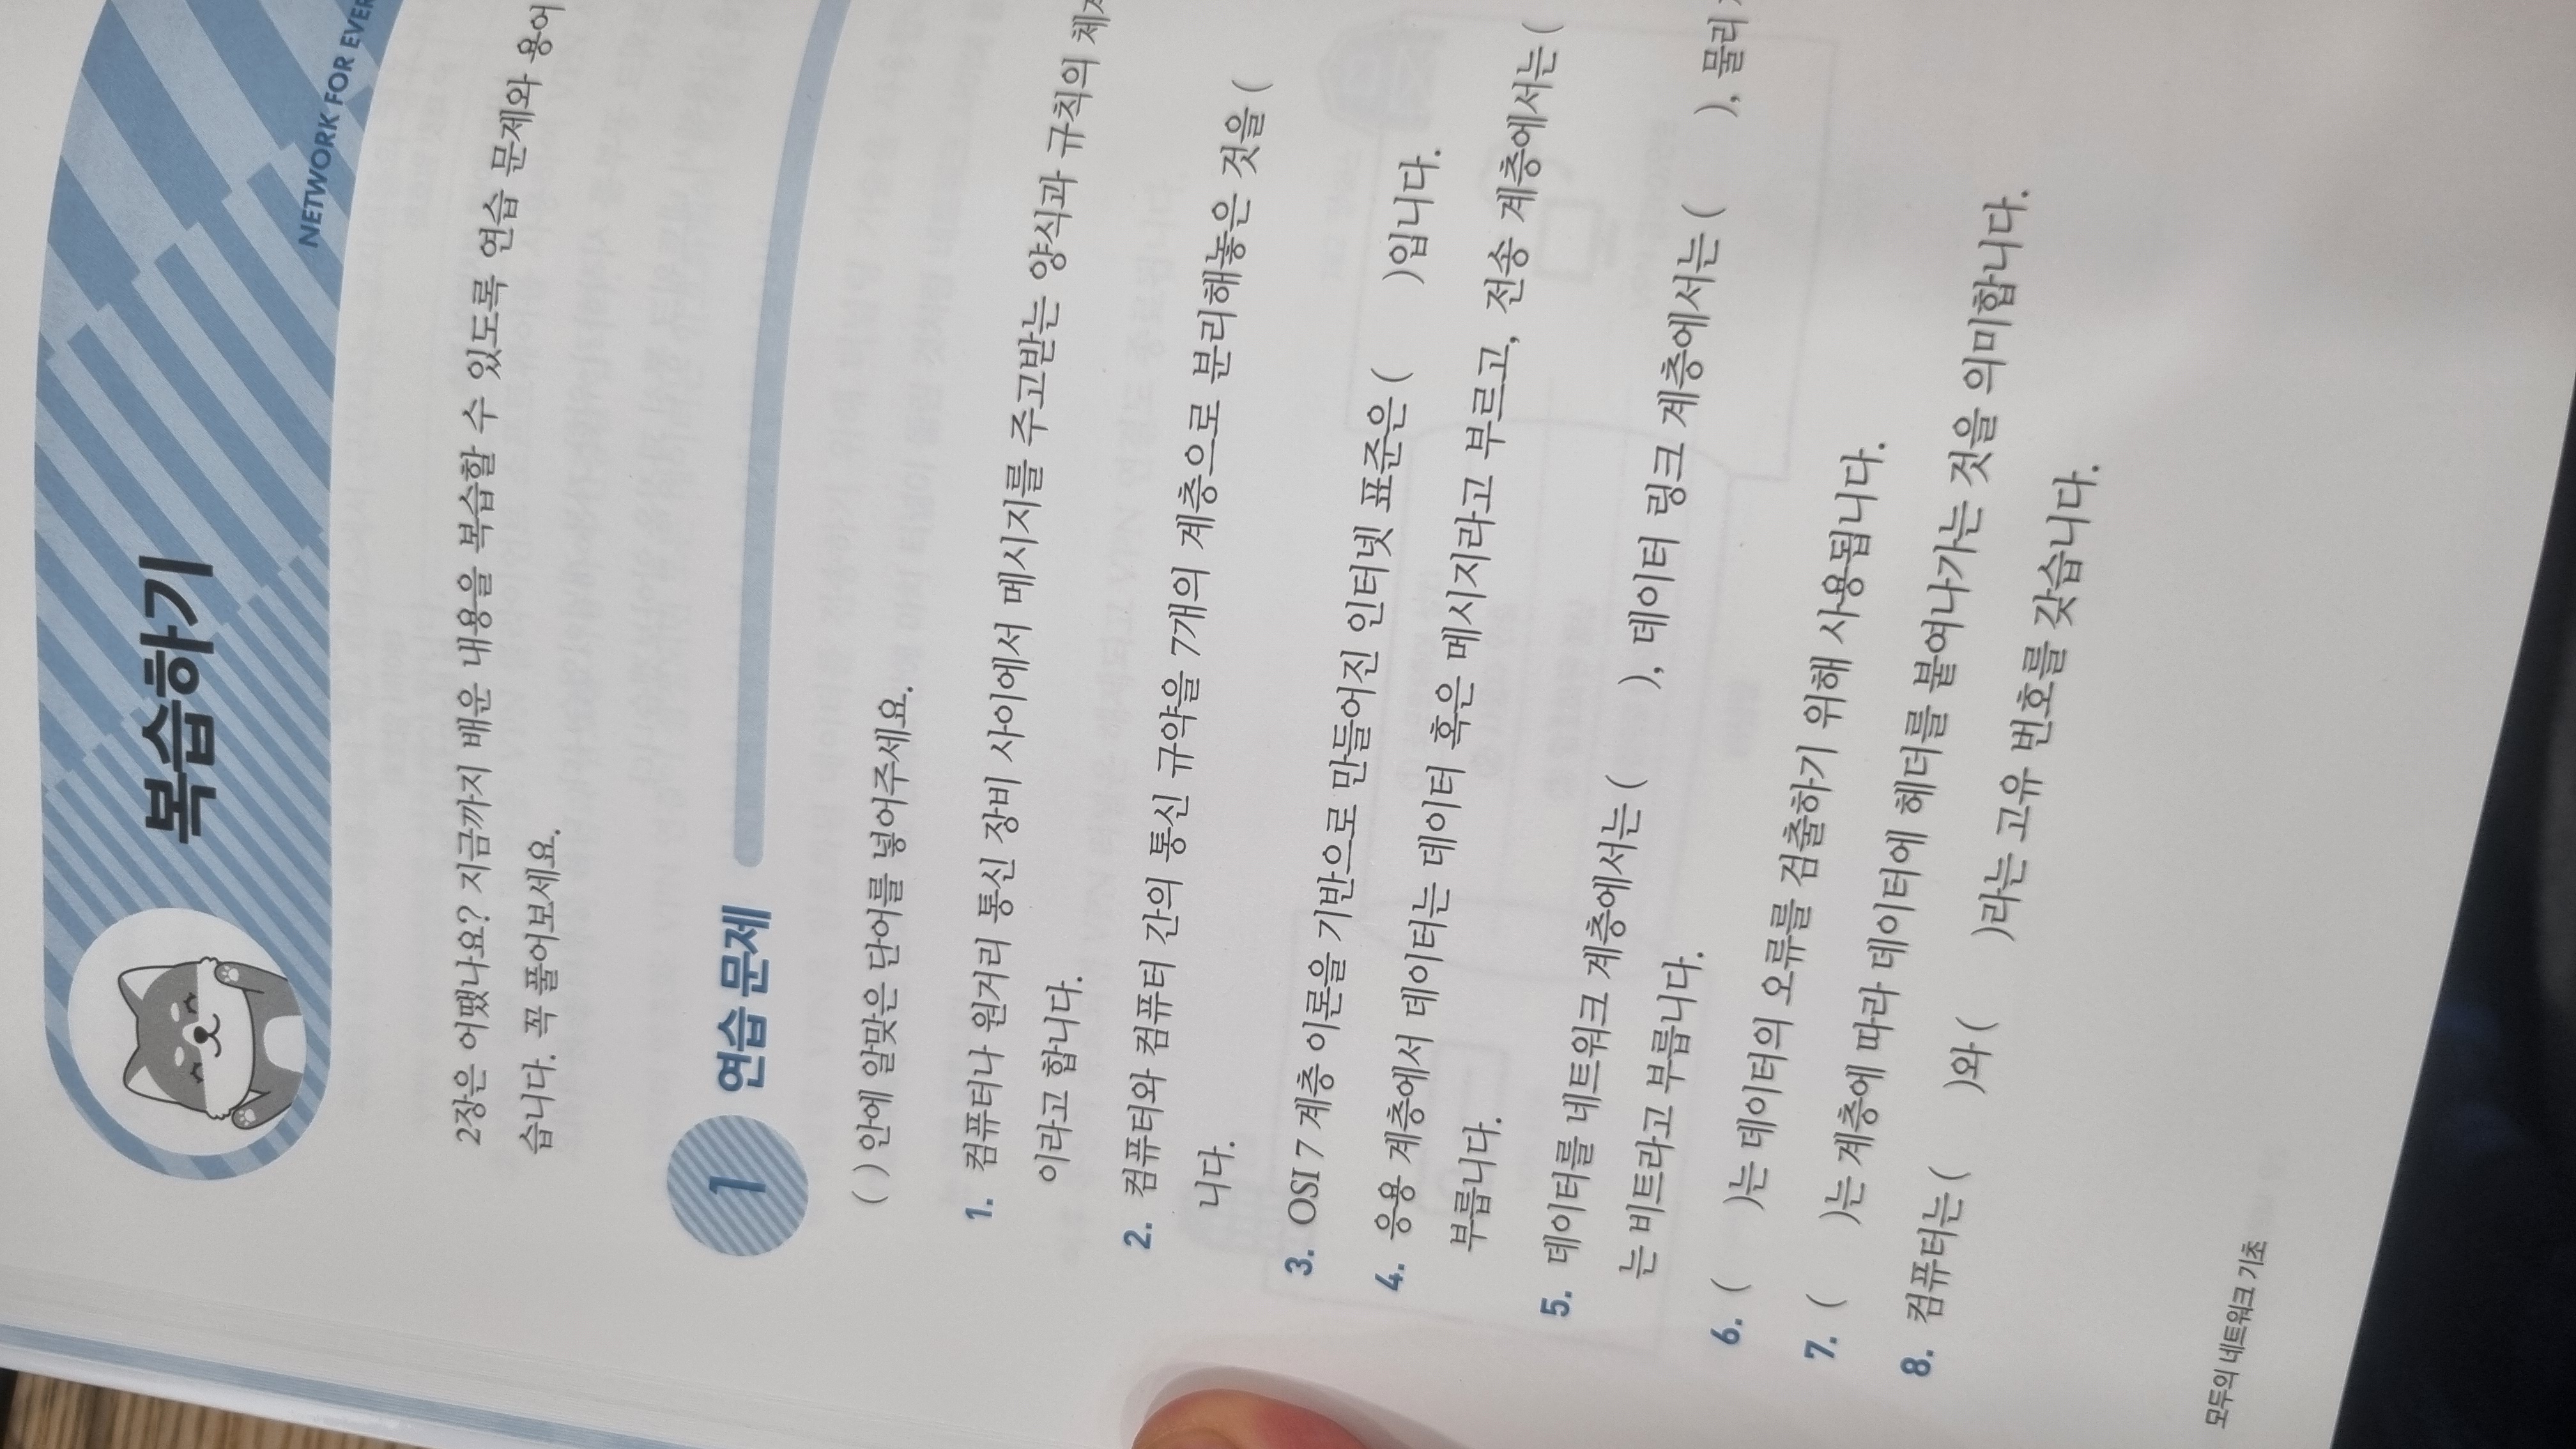 복습하기
NETWORK FOR
2장은 어땠나요? 지금까지 배운 내용을 복습할 수 있도록 연습 문제와 용어
습니다. 꼭 풀어보세요.
1 연습 문제
( ) 안에 알맞은 단어를 넣어주세요.
1. 컴퓨터나 원거리 통신 장비 사이에서 메시지를 주고받는 양식과 규칙의
이라고 합니다.
2. 컴퓨터와 컴퓨터 간의 통신 규약을 7개의 계층으로 분리해놓은 것을 (
니다.
3. OSI 7 계층 이론을 기반으로 만들어진 인터넷 표준은 ( )입니다.
4. 응용 계층에서 데이터는 데이터 혹은 메시지라고 부르고, 전송 계층에서는 (
부릅니다.
5. 데이터를 네트워크 계층에서는 ( ), 데이터 링크 계층에서는 ( ), 물리
는 비트라고 부릅니다.
6. ( )는 데이터의 오류를 검출하기 위해 사용됩니다.
7. ( )는 계층에 따라 데이터에 헤더를 붙여나가는 것을 의미합니다.
8. 컴퓨터는 ( )와 ( )라는 고유 번호를 갖습니다.
모두의 네트워크 기초